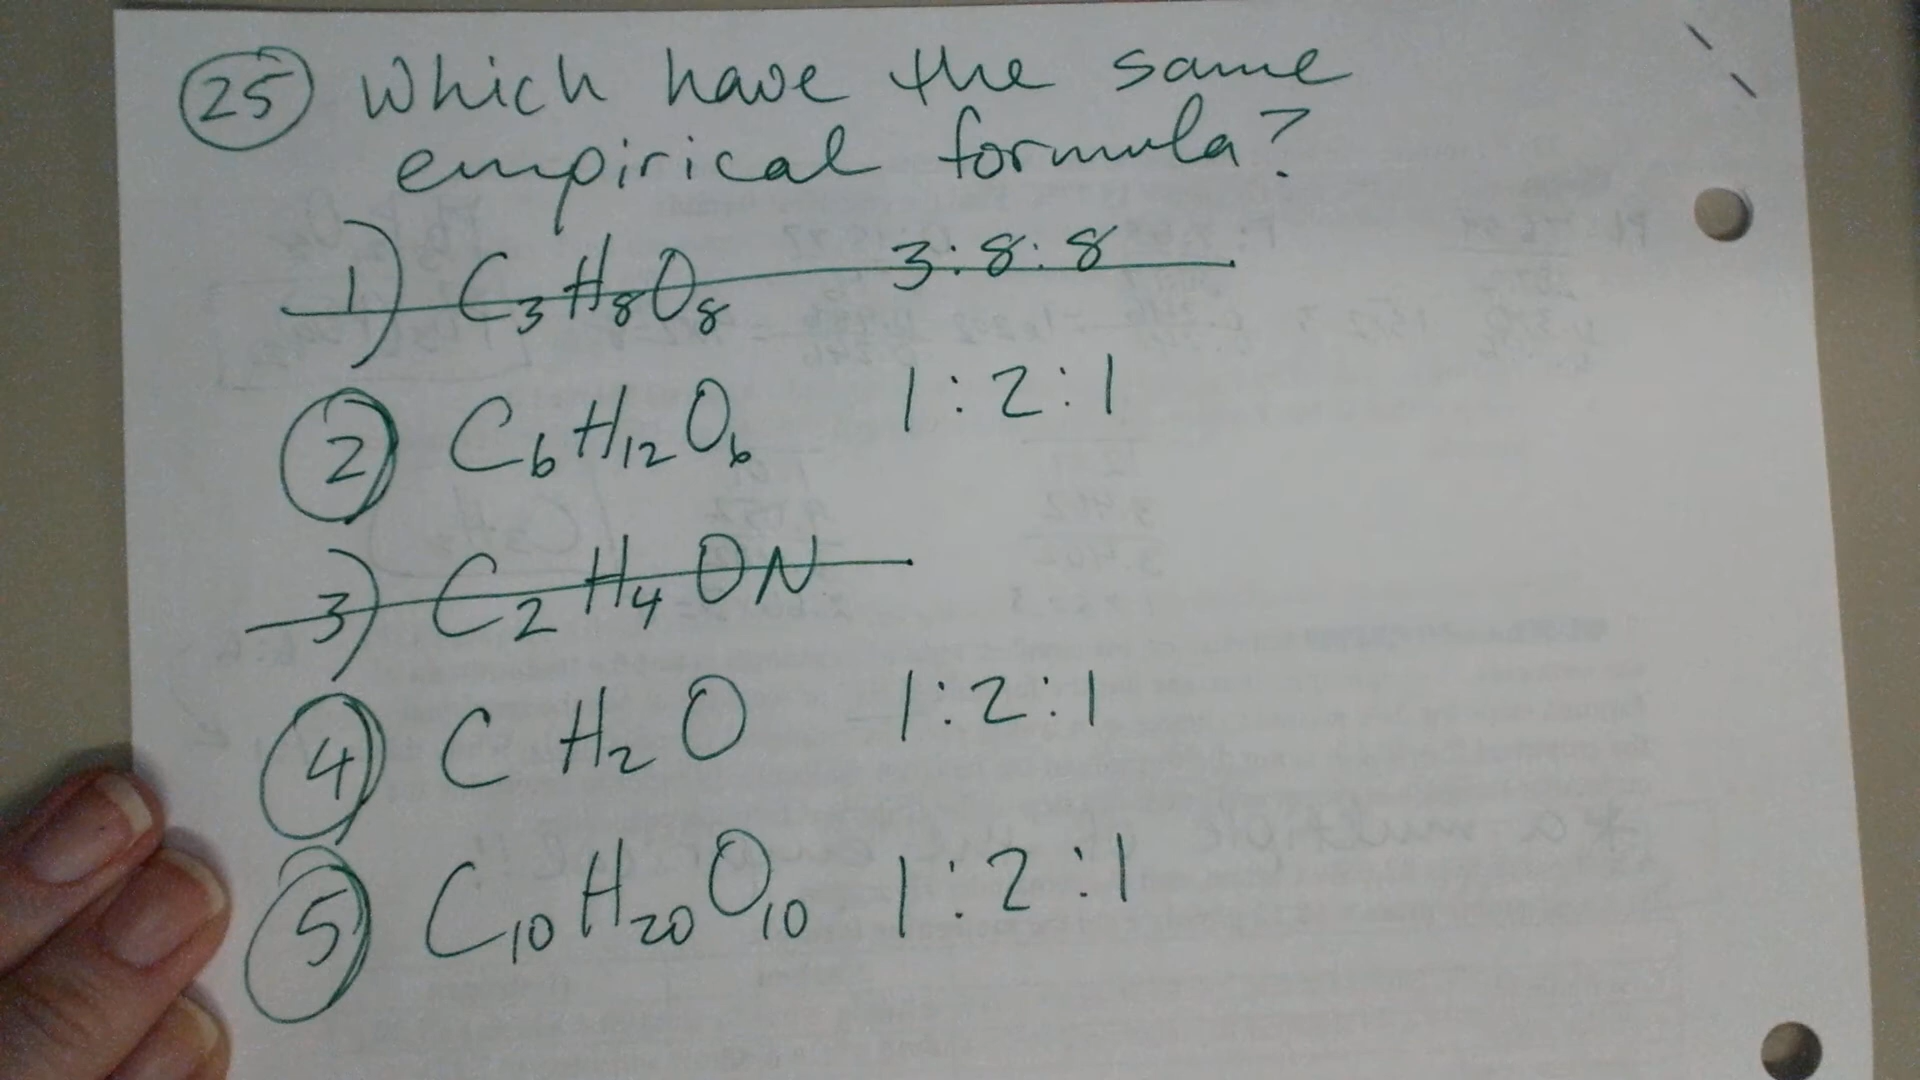 25 Which have the same
empirical formula?
1) C₃H₈O₈ 3:8:8
2) C₆H₁₂O₆ 1:2:1
3) C₂H₄ON
4) CH₂O 1:2:1
5) C₁₀H₂₀O₁₀ 1:2:1